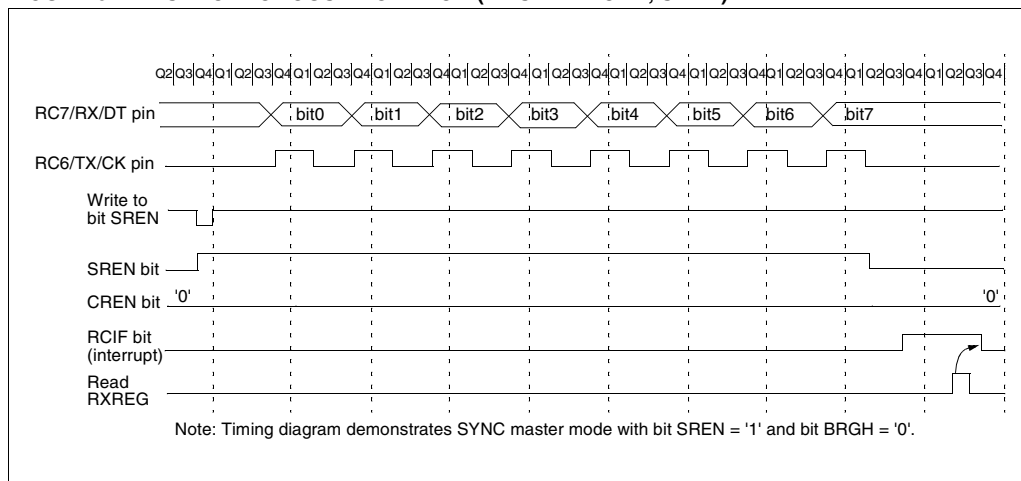 Q2 Q3 Q4 Q1 Q2 Q3 Q4 Q1 Q2 Q3 Q4 Q1 Q2 Q3 Q4 Q1 Q2 Q3 Q4 Q1 Q2 Q3 Q4 Q1 Q2 Q3 Q4 Q1 Q2 Q3 Q4 Q1 Q2 Q3 Q4 Q1 Q2 Q3 Q4 Q1 Q2 Q3 Q4
RC7/RX/DT pin bit0 bit1 bit2 bit3 bit4 bit5 bit6 bit7
RC6/TX/CK pin
Write to
bit SREN
SREN bit
CREN bit '0' '0'
RCIF bit
(interrupt)
Read
RXREG
Note: Timing diagram demonstrates SYNC master mode with bit SREN = '1' and bit BRGH = '0'.